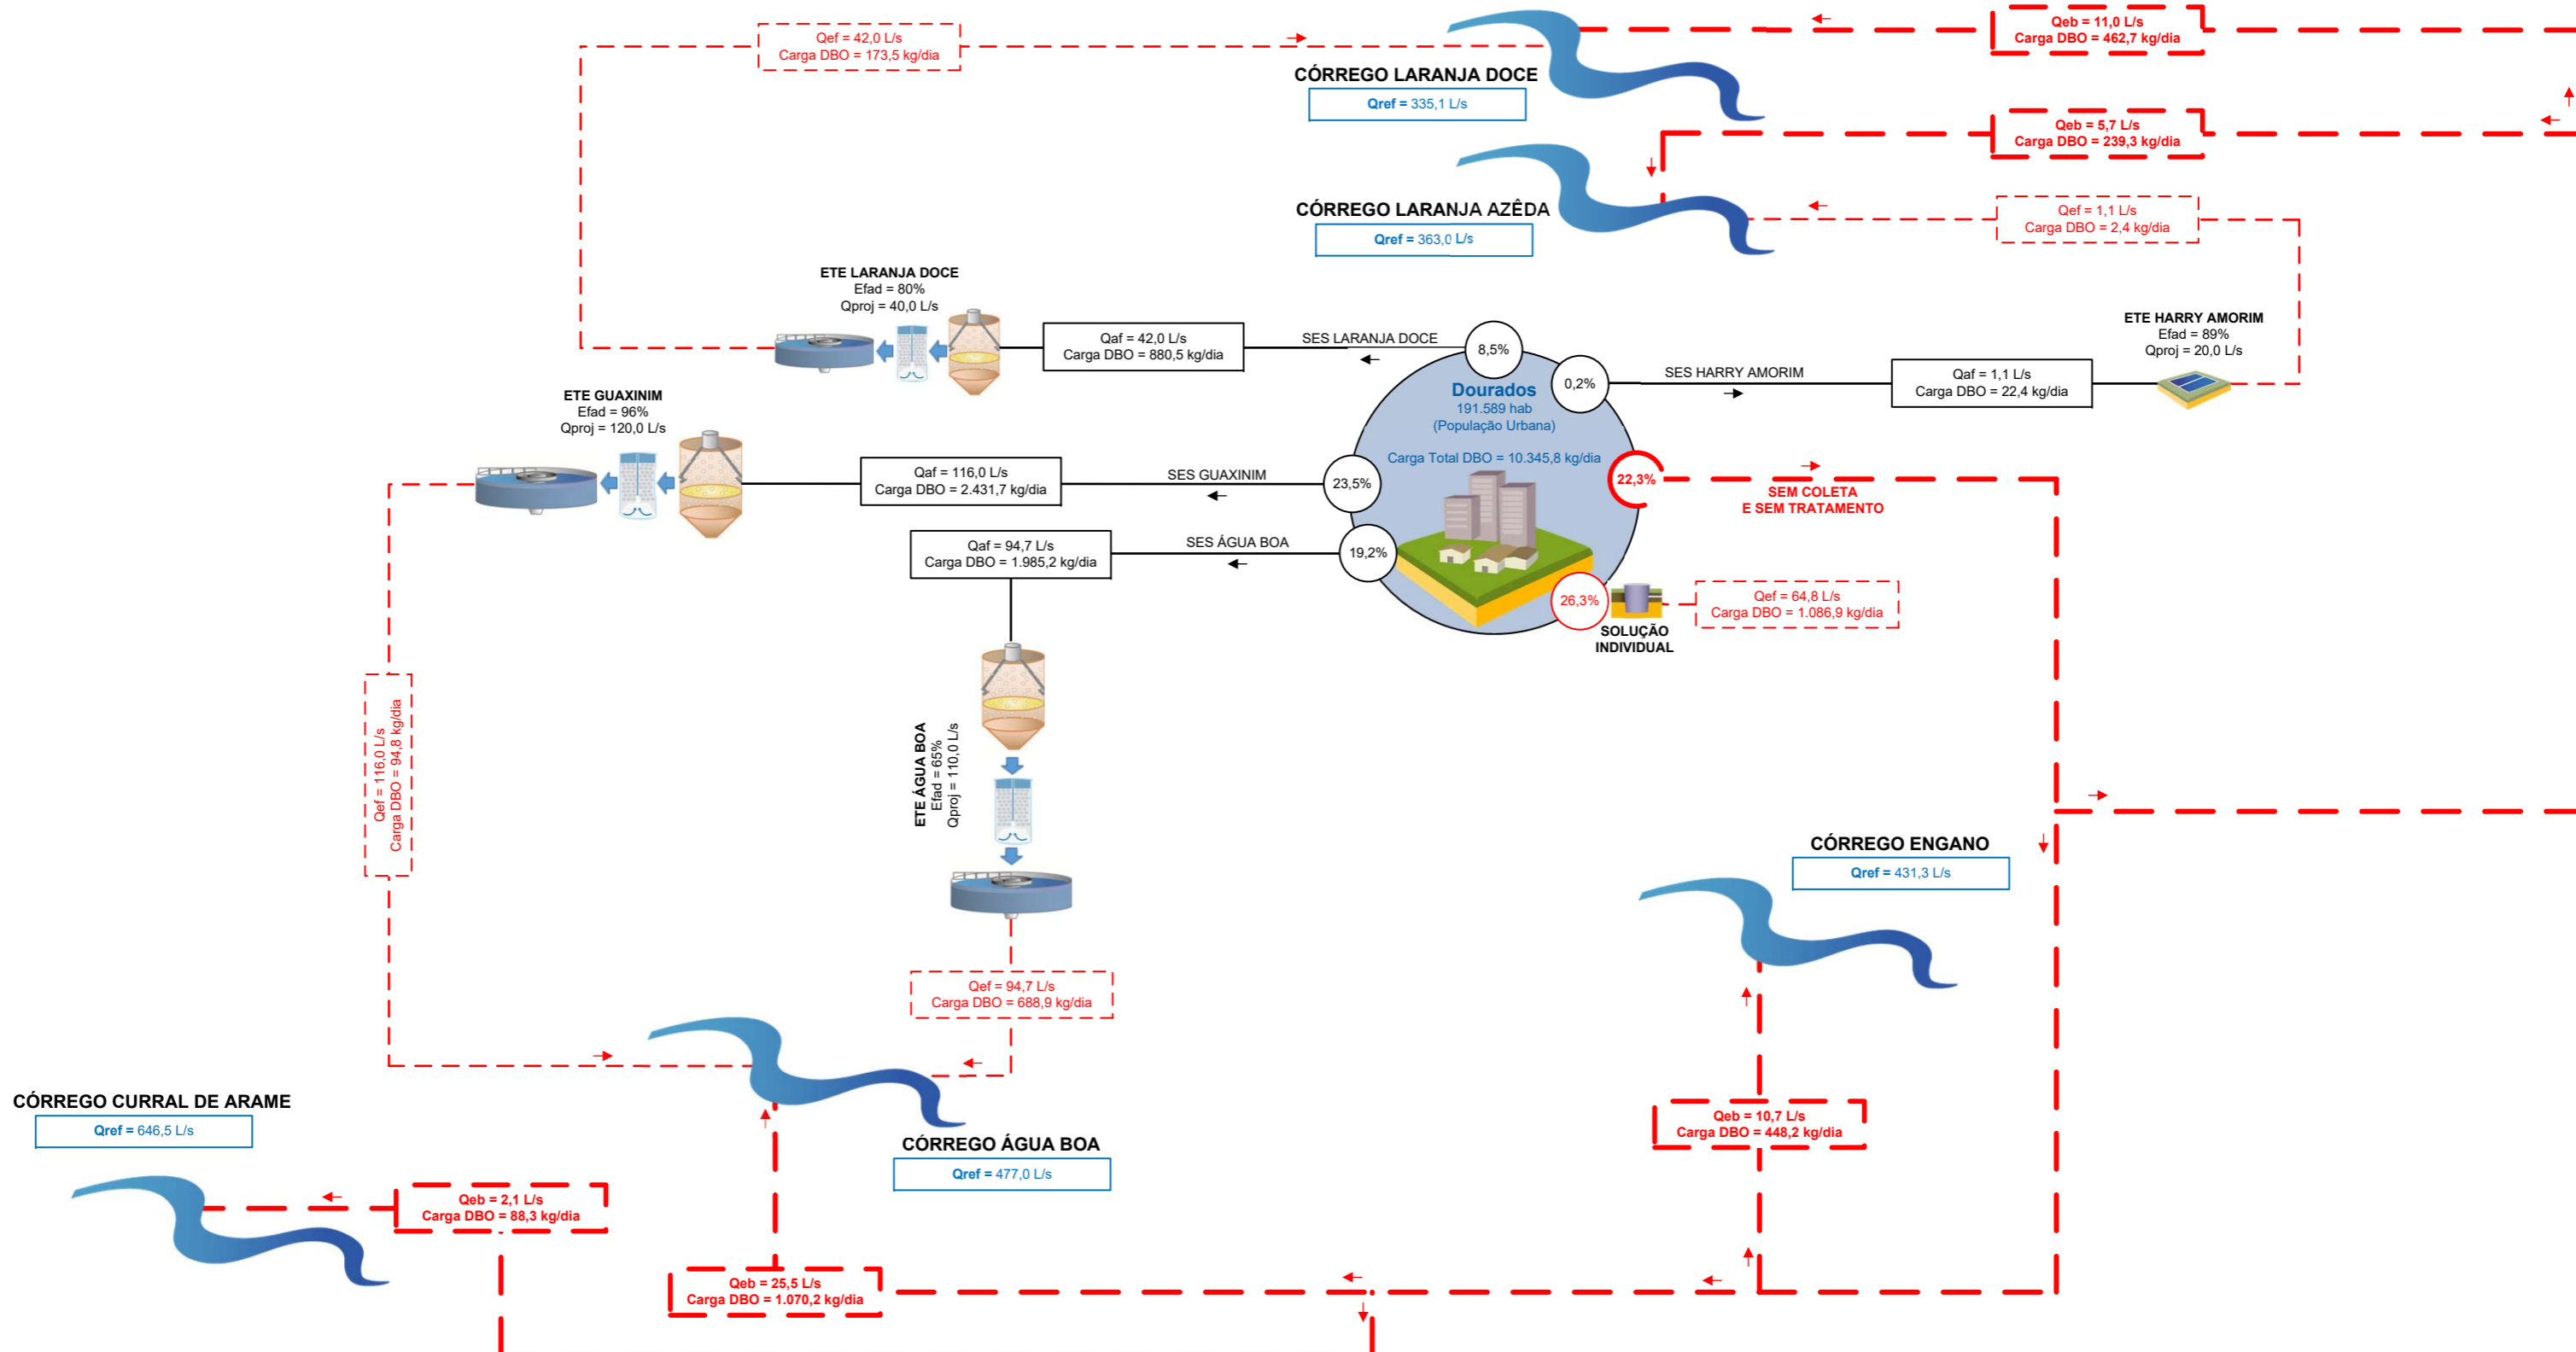 Qef = 42,0 L/s
Carga DBO = 173,5 kg/dia
Qeb = 11,0 L/s
Carga DBO = 462,7 kg/dia
CÓRREGO LARANJA DOCE
Qref = 335,1 L/s
Qeb = 5,7 L/s
Carga DBO = 239,3 kg/dia
CÓRREGO LARANJA AZÊDA
Qref = 363,0 L/s
Qef = 1,1 L/s
Carga DBO = 2,4 kg/dia
ETE LARANJA DOCE
Efad = 80%
Qproj = 40,0 L/s
Qaf = 42,0 L/s
Carga DBO = 880,5 kg/dia
SES LARANJA DOCE
8,5%
ETE HARRY AMORIM
Efad = 89%
Qproj = 20,0 L/s
0,2%
SES HARRY AMORIM
Qaf = 1,1 L/s
Carga DBO = 22,4 kg/dia
Dourados
191.589 hab
(População Urbana)
Carga Total DBO = 10.345,8 kg/dia
ETE GUAXINIM
Efad = 96%
Qproj = 120,0 L/s
Qaf = 116,0 L/s
Carga DBO = 2.431,7 kg/dia
SES GUAXINIM
23,5%
22,3%
SEM COLETA
E SEM TRATAMENTO
Qaf = 94,7 L/s
Carga DBO = 1.985,2 kg/dia
SES ÁGUA BOA
19,2%
26,3%
SOLUÇÃO
INDIVIDUAL
Qef = 64,8 L/s
Carga DBO = 1.086,9 kg/dia
Qef = 116,0 L/s
Carga DBO = 94,8 kg/dia
ETE ÁGUA BOA
Efad = 65%
Qproj = 110,0 L/s
CÓRREGO ENGANO
Qref = 431,3 L/s
Qef = 94,7 L/s
Carga DBO = 688,9 kg/dia
CÓRREGO CURRAL DE ARAME
Qref = 646,5 L/s
CÓRREGO ÁGUA BOA
Qref = 477,0 L/s
Qeb = 10,7 L/s
Carga DBO = 448,2 kg/dia
Qeb = 2,1 L/s
Carga DBO = 88,3 kg/dia
Qeb = 25,5 L/s
Carga DBO = 1.070,2 kg/dia